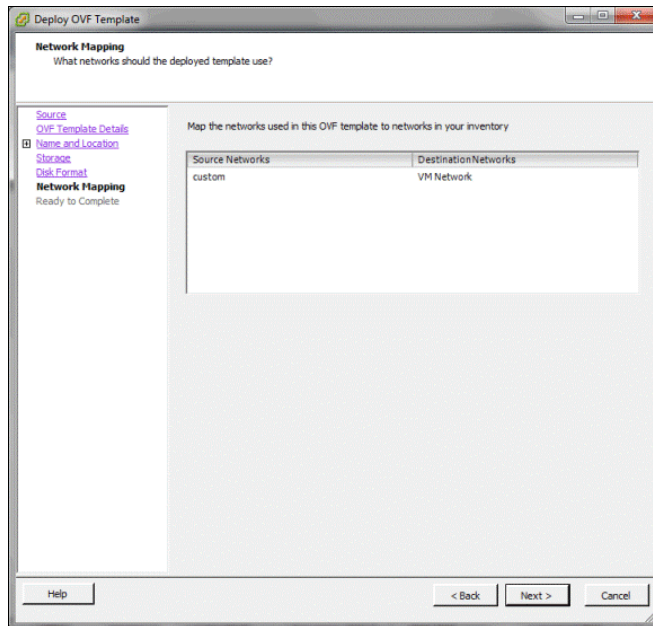 Deploy OVF Template
Network Mapping
What networks should the deployed template use?
Source
OVF Template Details
Name and Location
Storage
Disk Format
Network Mapping
Ready to Complete
Map the networks used in this OVF template to networks in your inventory
Source Networks DestinationNetworks
custom VM Network
Help < Back Next > Cancel